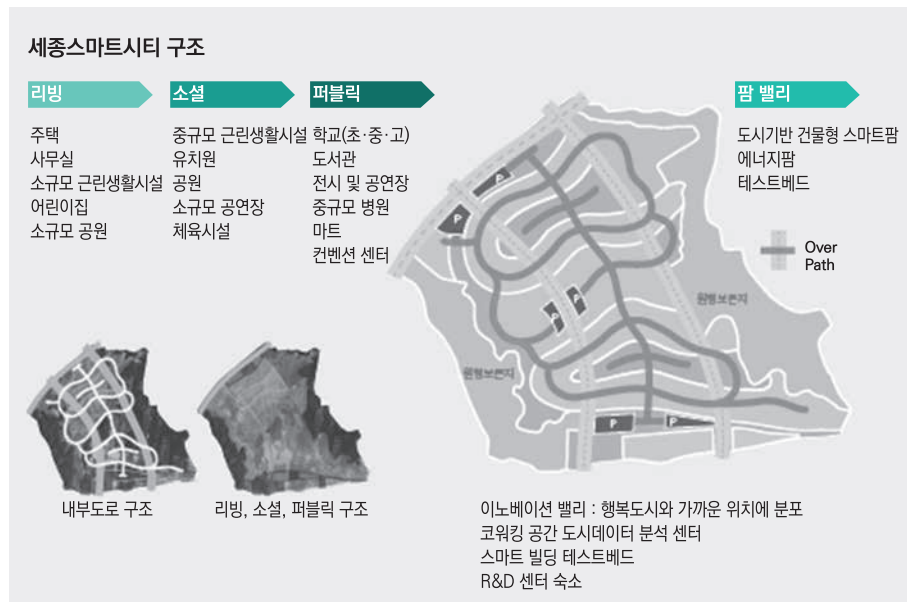 세종스마트시티 구조
리빙
주택
사무실
소규모 근린생활시설
어린이집
소규모 공원
소셜
중규모 근린생활시설
유치원
공원
소규모 공연장
체육시설
퍼블릭
학교(초·중·고)
도서관
전시 및 공연장
중규모 병원
마트
컨벤션 센터
팜 밸리
도시기반 건물형 스마트팜
에너지팜
테스트베드
Over
Path
P
P
P
P
원형보존지
원형보존지
P
P
내부도로 구조
리빙, 소셜, 퍼블릭 구조
이노베이션 밸리 : 행복도시와 가까운 위치에 분포
코워킹 공간 도시데이터 분석 센터
스마트 빌딩 테스트베드
R&D 센터 숙소